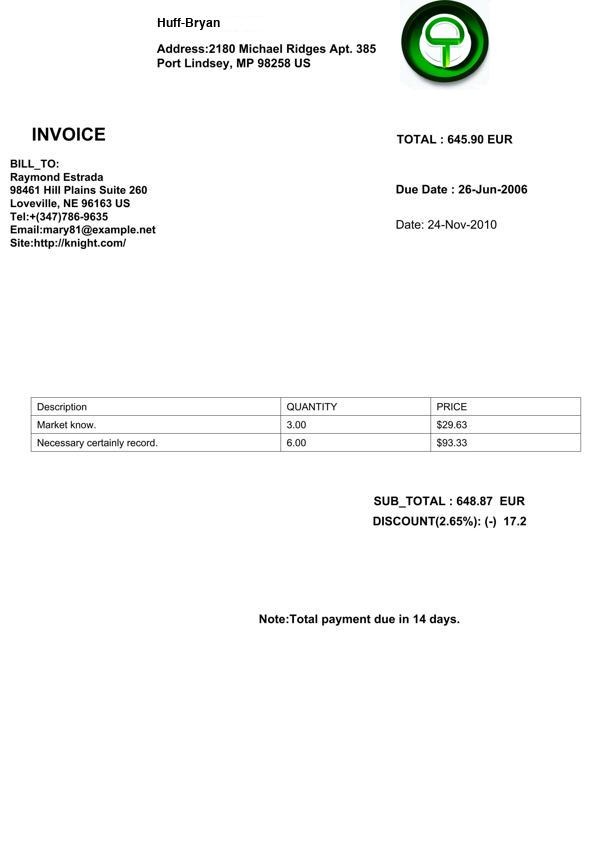 Huff-Bryan
Address:2180 Michael Ridges Apt. 385
Port Lindsey, MP 98258 US
INVOICE
TOTAL : 645.90 EUR
BILL_TO:
Raymond Estrada
98461 Hill Plains Suite 260
Loveville, NE 96163 US
Tel:+(347)786-9635
Email:mary81@example.net
Site:http://knight.com/
Due Date : 26-Jun-2006
Date: 24-Nov-2010
Description QUANTITY PRICE
Market know. 3.00 $29.63
Necessary certainly record. 6.00 $93.33
SUB_TOTAL : 648.87 EUR
DISCOUNT(2.65%): (-) 17.2
Note:Total payment due in 14 days.